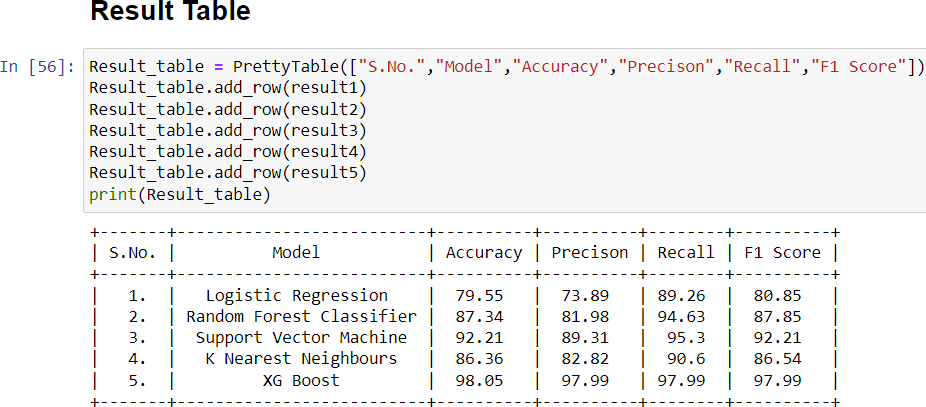 Result Table
In [56]: Result_table = PrettyTable(["S.No.","Model","Accuracy","Precison","Recall","F1 Score"])
Result_table.add_row(result1)
Result_table.add_row(result2)
Result_table.add_row(result3)
Result_table.add_row(result4)
Result_table.add_row(result5)
print(Result_table)
+-------+--------------------------+----------+----------+--------+----------+
| S.No. |          Model           | Accuracy | Precison | Recall | F1 Score |
+-------+--------------------------+----------+----------+--------+----------+
|   1.  |   Logistic Regression    |  79.55   |  73.89   | 89.26  |  80.85   |
|   2.  | Random Forest Classifier |  87.34   |  81.98   | 94.63  |  87.85   |
|   3.  |  Support Vector Machine  |  92.21   |  89.31   |  95.3  |  92.21   |
|   4.  |   K Nearest Neighbours   |  86.36   |  82.82   |  90.6  |  86.54   |
|   5.  |         XG Boost         |  98.05   |  97.99   | 97.99  |  97.99   |
+-------+--------------------------+----------+----------+--------+----------+